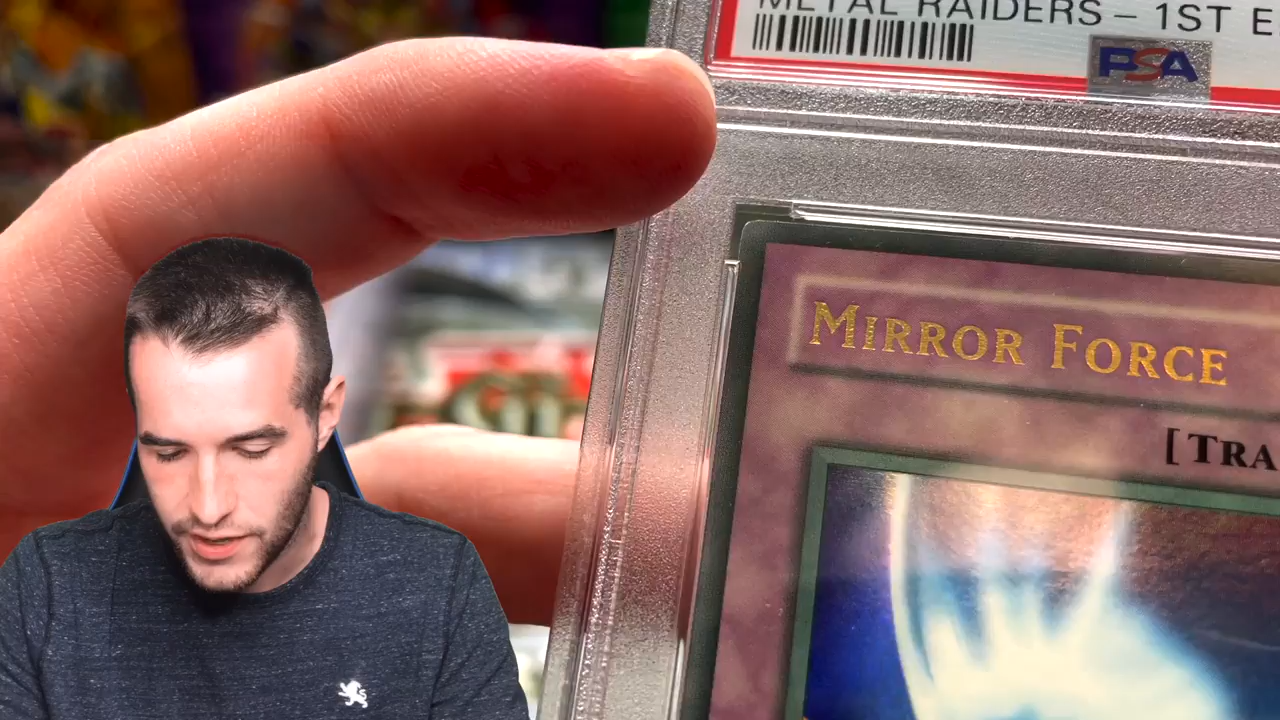 METAL RAIDERS – 1ST E
PSA
MIRROR FORCE
[TRA